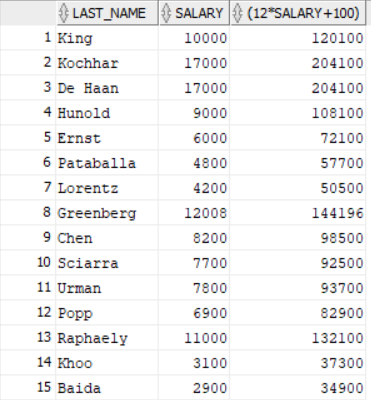 LAST_NAME SALARY (12*SALARY+100)
1 King 10000 120100
2 Kochhar 17000 204100
3 De Haan 17000 204100
4 Hunold 9000 108100
5 Ernst 6000 72100
6 Pataballa 4800 57700
7 Lorentz 4200 50500
8 Greenberg 12008 144196
9 Chen 8200 98500
10 Sciarra 7700 92500
11 Urman 7800 93700
12 Popp 6900 82900
13 Raphaely 11000 132100
14 Khoo 3100 37300
15 Baida 2900 34900